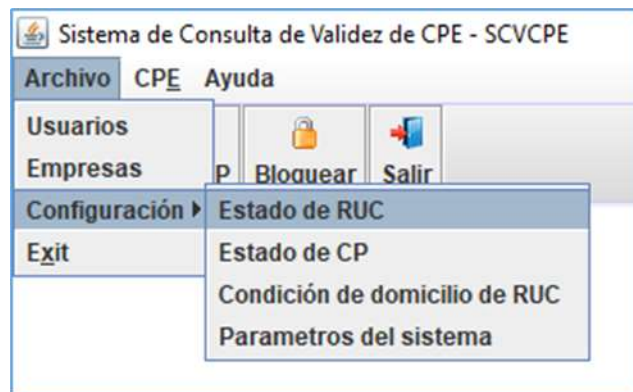 Sistema de Consulta de Validez de CPE - SCVCPE
Archivo CPE Ayuda
Usuarios
Empresas
P Bloquear Salir
Configuración
Estado de RUC
Exit
Estado de CP
Condición de domicilio de RUC
Parametros del sistema